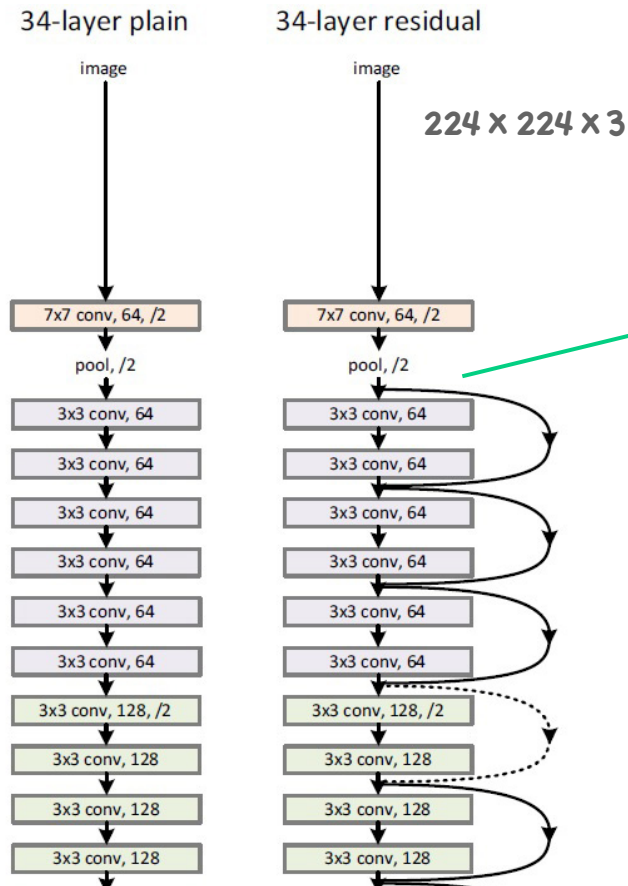 34-layer plain
34-layer residual
image
image
224 x 224 x 3
7x7 conv, 64, /2
7x7 conv, 64, /2
pool, /2
pool, /2
3x3 conv, 64
3x3 conv, 64
3x3 conv, 64
3x3 conv, 64
3x3 conv, 64
3x3 conv, 64
3x3 conv, 64
3x3 conv, 64
3x3 conv, 64
3x3 conv, 64
3x3 conv, 64
3x3 conv, 64
3x3 conv, 128, /2
3x3 conv, 128, /2
3x3 conv, 128
3x3 conv, 128
3x3 conv, 128
3x3 conv, 128
3x3 conv, 128
3x3 conv, 128